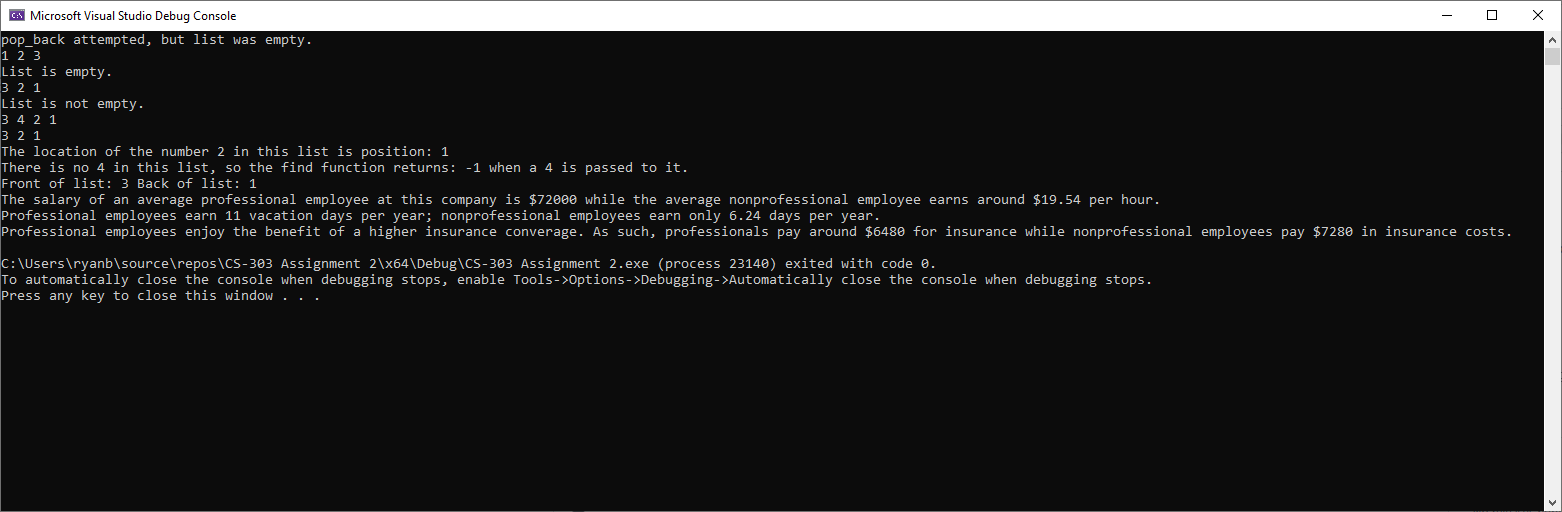 Microsoft Visual Studio Debug Console
pop_back attempted, but list was empty.
1 2 3
List is empty.
3 2 1
List is not empty.
3 4 2 1
3 2 1
The location of the number 2 in this list is position: 1
There is no 4 in this list, so the find function returns: -1 when a 4 is passed to it.
Front of list: 3 Back of list: 1
The salary of an average professional employee at this company is $72000 while the average nonprofessional employee earns around $19.54 per hour.
Professional employees earn 11 vacation days per year; nonprofessional employees earn only 6.24 days per year.
Professional employees enjoy the benefit of a higher insurance converage. As such, professionals pay around $6480 for insurance while nonprofessional employees pay $7280 in insurance costs.
C:\Users\ryanb\source\repos\CS-303 Assignment 2\x64\Debug\CS-303 Assignment 2.exe (process 23140) exited with code 0.
To automatically close the console when debugging stops, enable Tools->Options->Debugging->Automatically close the console when debugging stops.
Press any key to close this window . . .